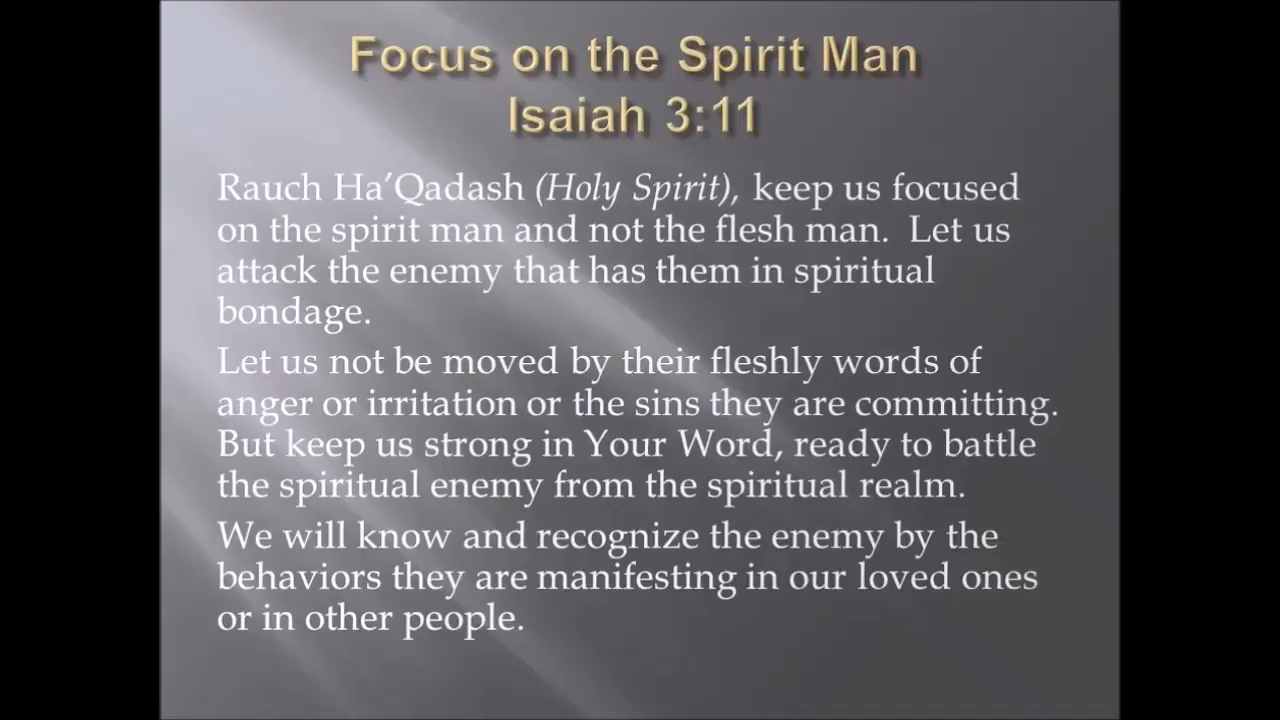 Focus on the Spirit Man
Isaiah 3:11
Rauch Ha’Qadash (Holy Spirit), keep us focused
on the spirit man and not the flesh man.  Let us
attack the enemy that has them in spiritual
bondage.
Let us not be moved by their fleshly words of
anger or irritation or the sins they are committing.
But keep us strong in Your Word, ready to battle
the spiritual enemy from the spiritual realm.
We will know and recognize the enemy by the
behaviors they are manifesting in our loved ones
or in other people.